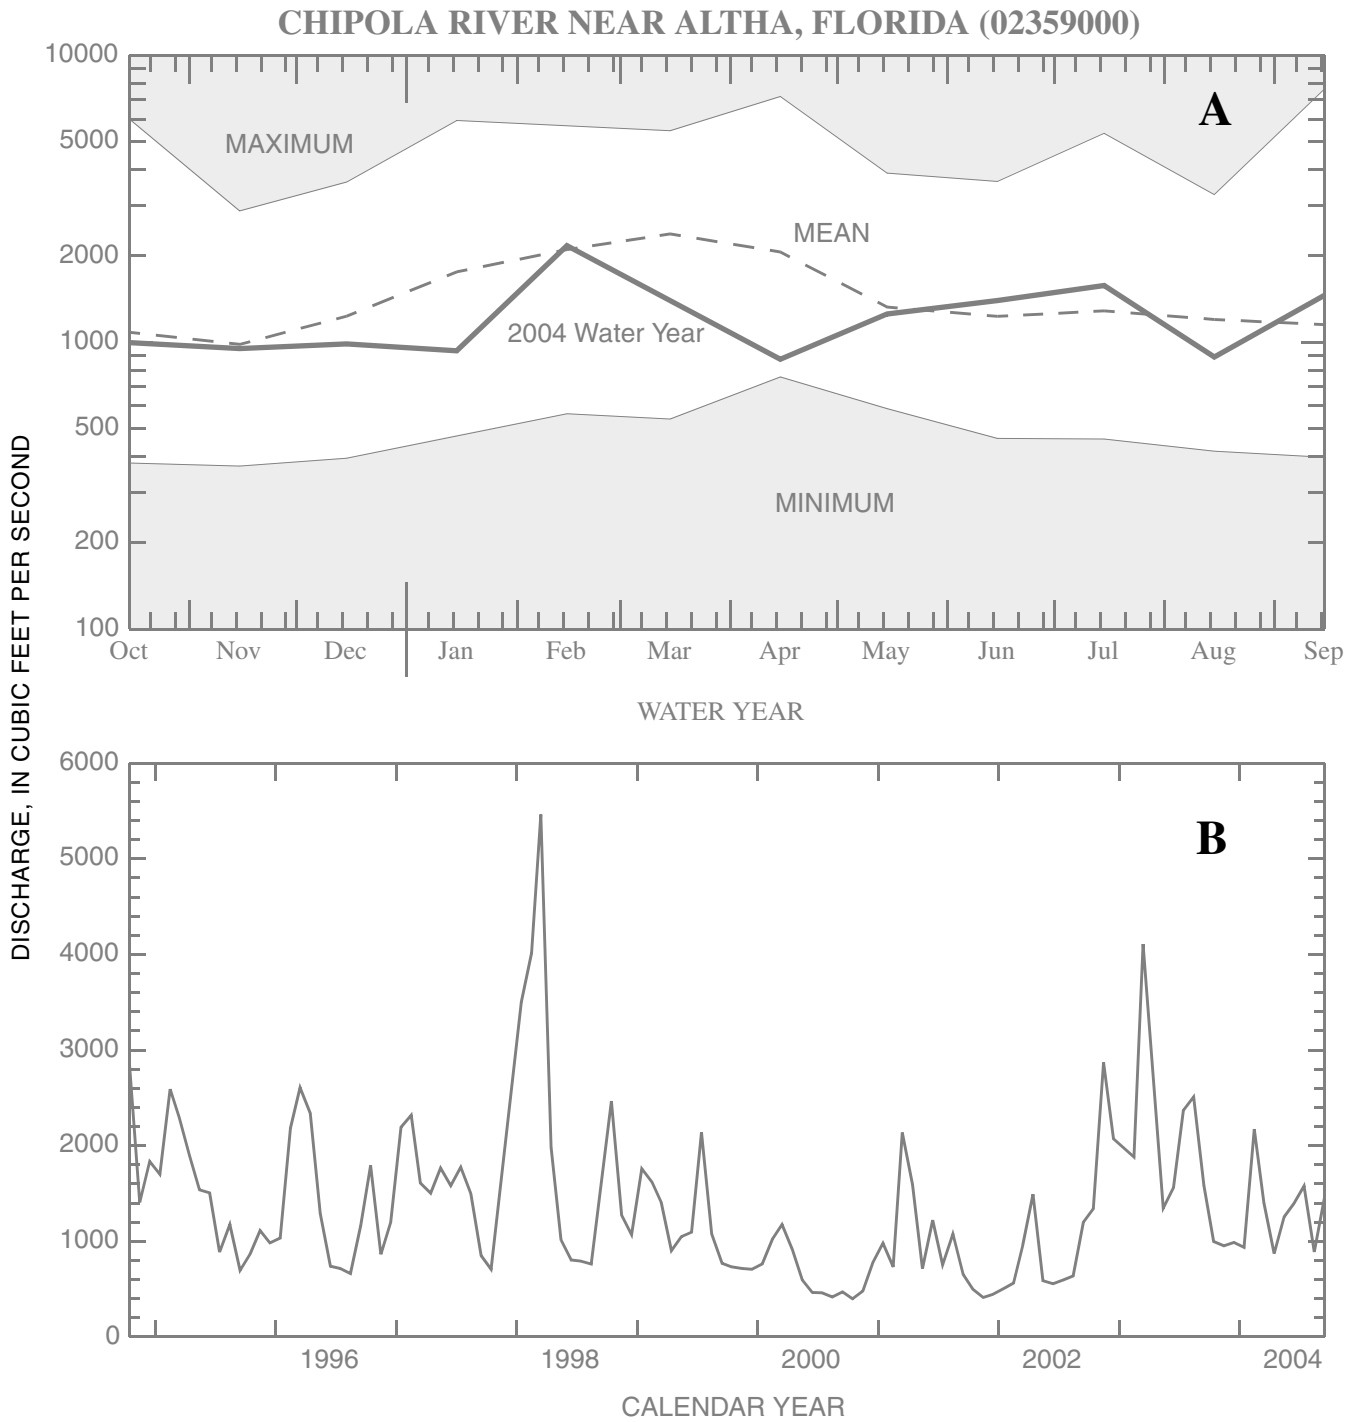 CHIPOLA RIVER NEAR ALTHA, FLORIDA (02359000)
10000
A
5000
MAXIMUM
MEAN
2000
2004 Water Year
1000
500
MINIMUM
200
100
Oct Nov Dec Jan Feb Mar Apr May Jun Jul Aug Sep
WATER YEAR
DISCHARGE, IN CUBIC FEET PER SECOND
6000
B
5000
4000
3000
2000
1000
0
1996 1998 2000 2002 2004
CALENDAR YEAR